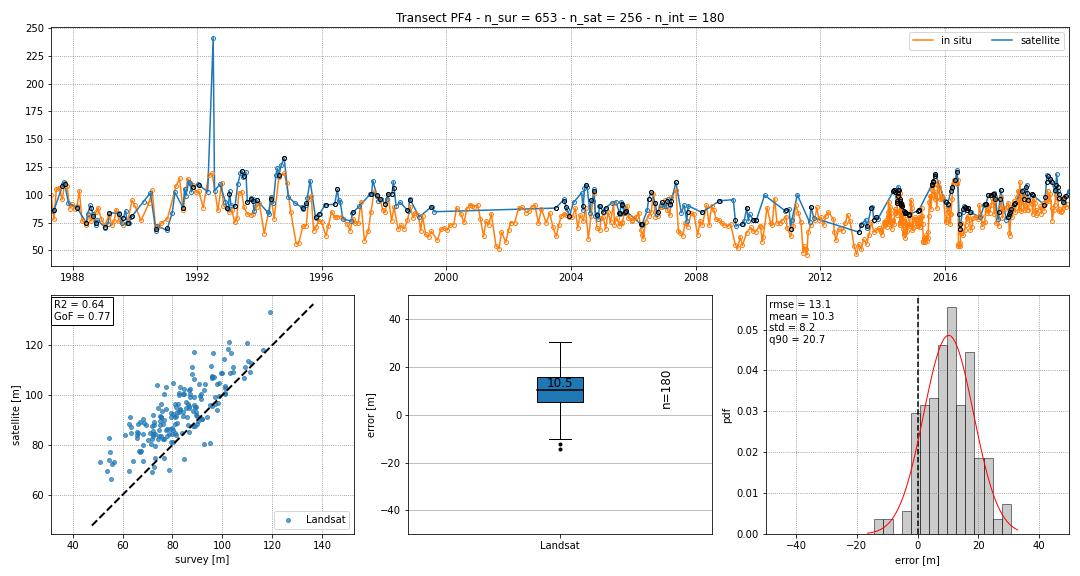 Transect PF4 - n_sur = 653 - n_sat = 256 - n_int = 180
in situ
satellite
250
225
200
175
150
125
100
75
50
1988
1992
1996
2000
2004
2008
2012
2016
R2 = 0.64
GoF = 0.77
satellite [m]
120
100
80
60
40
60
80
100
120
140
survey [m]
Landsat
error [m]
40
20
0
−20
−40
10.5
n=180
Landsat
rmse = 13.1
mean = 10.3
std = 8.2
q90 = 20.7
pdf
0.05
0.04
0.03
0.02
0.01
0.00
−40
−20
0
20
40
error [m]